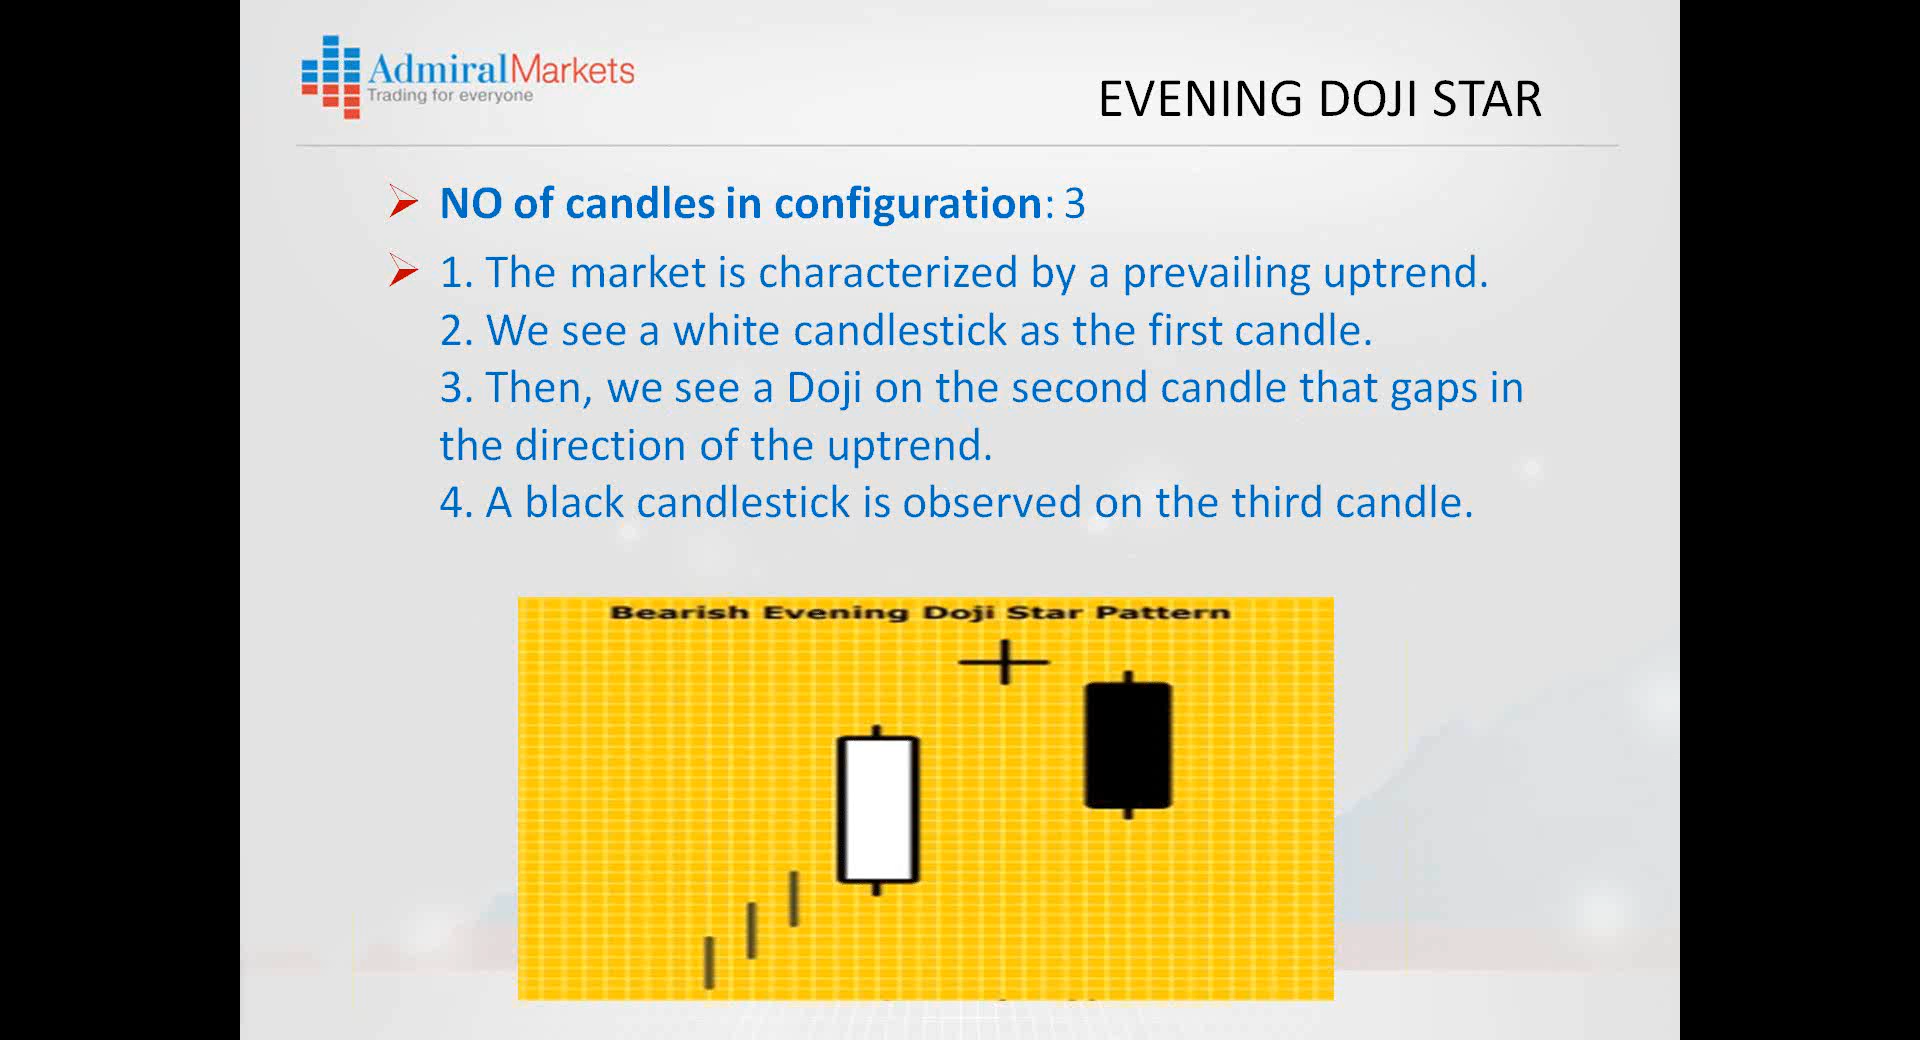 AdmiralMarkets
Trading for everyone
EVENING DOJI STAR
NO of candles in configuration: 3
1. The market is characterized by a prevailing uptrend.
2. We see a white candlestick as the first candle.
3. Then, we see a Doji on the second candle that gaps in
the direction of the uptrend.
4. A black candlestick is observed on the third candle.
Bearish Evening Doji Star Pattern